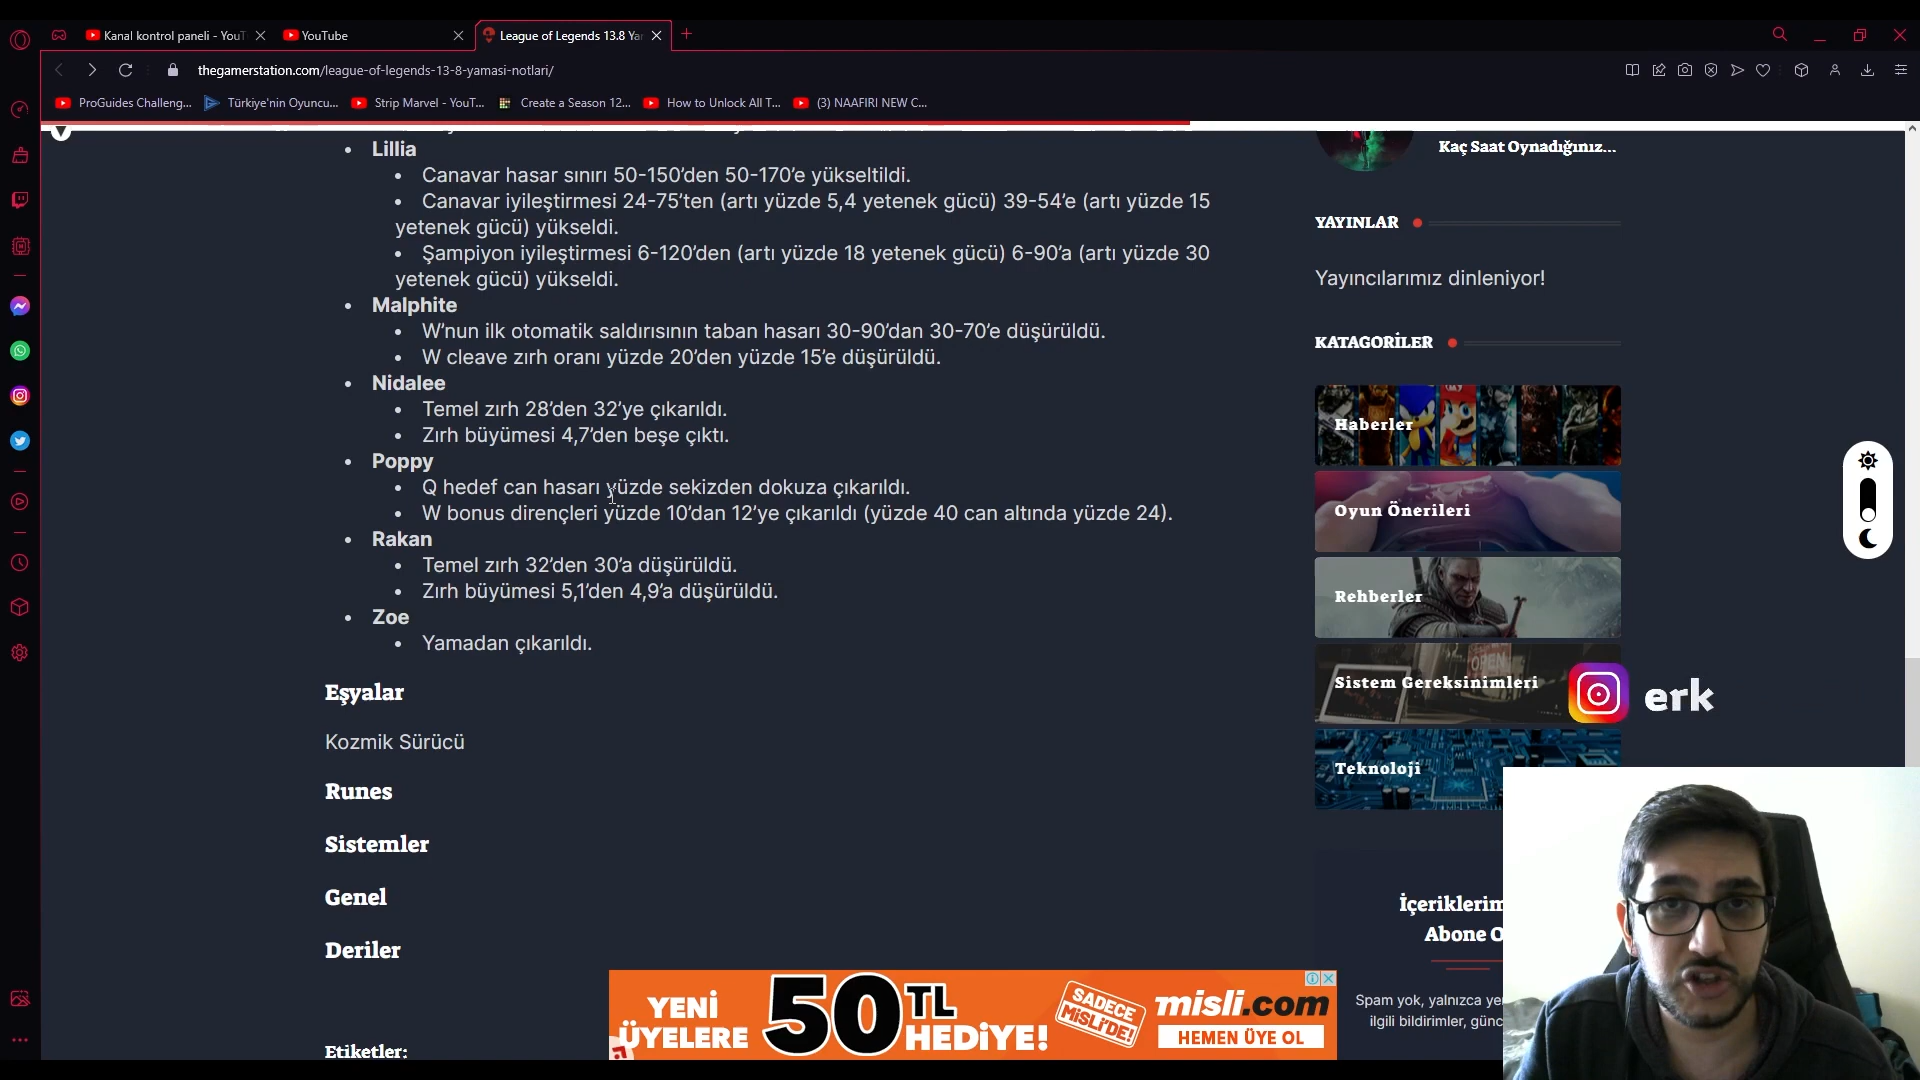 Kanal kontrol paneli - YouT
YouTube
League of Legends 13.8 Ya
thegamerstation.com/league-of-legends-13-8-yamasi-notlari/
ProGuides Challeng...
Türkiye'nin Oyuncu...
Strip Marvel - YouT...
Create a Season 12...
How to Unlock All T...
(3) NAAFIRI NEW C...
Lillia
Canavar hasar sınırı 50-150'den 50-170'e yükseltildi.
Canavar iyileştirmesi 24-75'ten (artı yüzde 5,4 yetenek gücü) 39-54'e (artı yüzde 15
yetenek gücü) yükseldi.
Şampiyon iyileştirmesi 6-120'den (artı yüzde 18 yetenek gücü) 6-90'a (artı yüzde 30
yetenek gücü) yükseldi.
Malphite
W'nun ilk otomatik saldırısının taban hasarı 30-90'dan 30-70'e düşürüldü.
W cleave zırh oranı yüzde 20'den yüzde 15'e düşürüldü.
Nidalee
Temel zırh 28'den 32'ye çıkarıldı.
Zırh büyümesi 4,7'den beşe çıktı.
Poppy
Q hedef can hasarı yüzde sekizden dokuza çıkarıldı.
W bonus dirençleri yüzde 10'dan 12'ye çıkarıldı (yüzde 40 can altında yüzde 24).
Rakan
Temel zırh 32'den 30'a düşürüldü.
Zırh büyümesi 5,1'den 4,9'a düşürüldü.
Zoe
Yamadan çıkarıldı.
Eşyalar
Kozmik Sürücü
Runes
Sistemler
Genel
Deriler
Etiketler:
Kaç Saat Oynadığınız...
YAYINLAR
Yayıncılarımız dinleniyor!
KATAGORİLER
Haberler
Oyun Önerileri
Rehberler
OPEN
Sistem Gereksinimleri
Teknoloji
erk
İçeriklerim
Abone O
Spam yok, yalnızca ye
ilgili bildirimler, günc
YENİ
ÜYELERE
50 TL
HEDİYE!
SADECE
MİSLİ'DE!
misli.com
HEMEN ÜYE OL